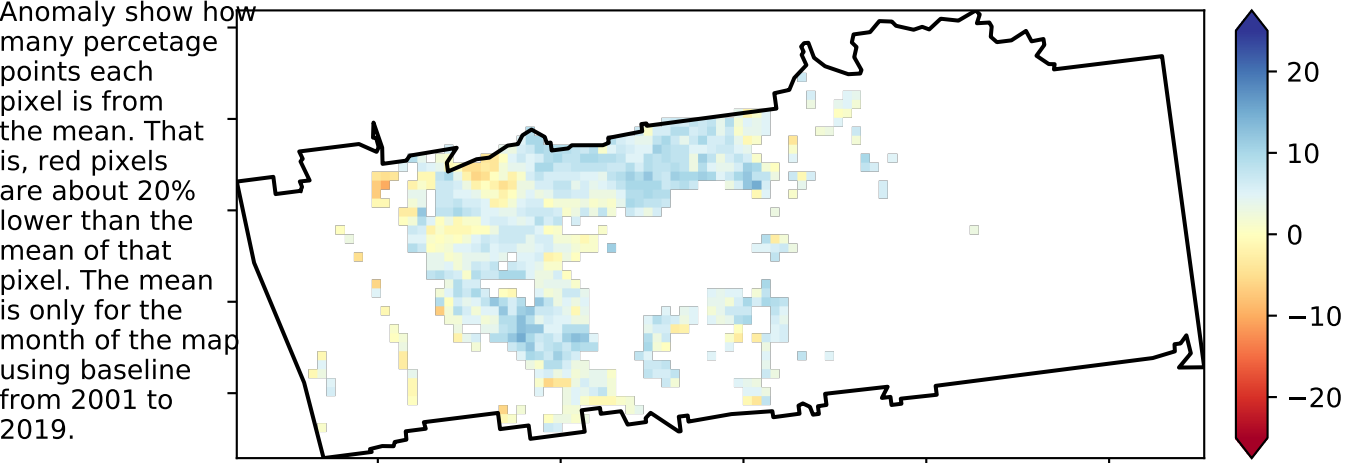 Anomaly show how
many percetage
points each
pixel is from
the mean. That
is, red pixels
are about 20%
lower than the
mean of that
pixel. The mean
is only for the
month of the map
using baseline
from 2001 to
2019.
20
10
0
−10
−20